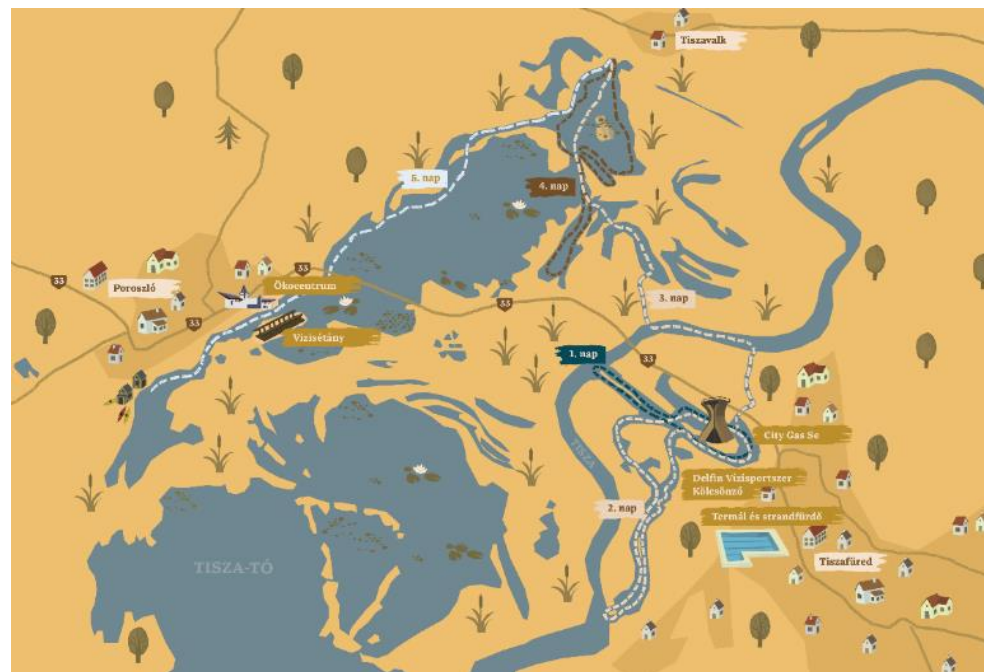 Tiszavalk
5. nap
4. nap
33
Ökocentrum
33
Poroszló
3. nap
33
33
Vízisétány
1. nap
33
City Gas Se
TISZA
Delfin Vízisportszer
Kölcsönző
2. nap
Termál és strandfürdő
Tiszafüred
TISZA-TÓ